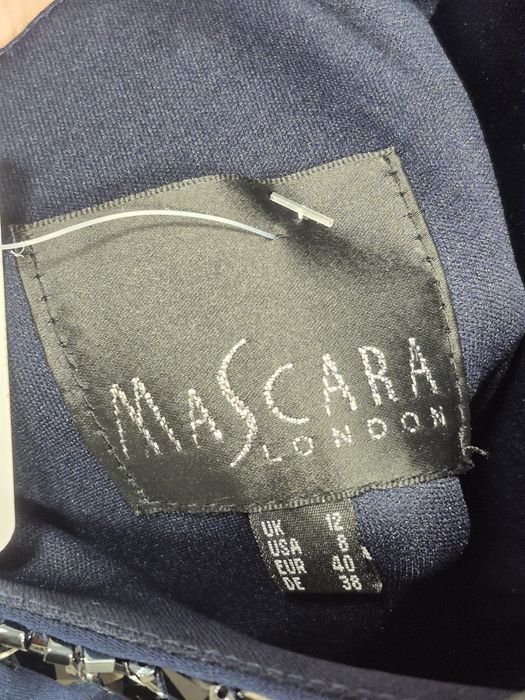 MASCARA
LONDON
UK 12
USA 8
EUR 40
DE 38